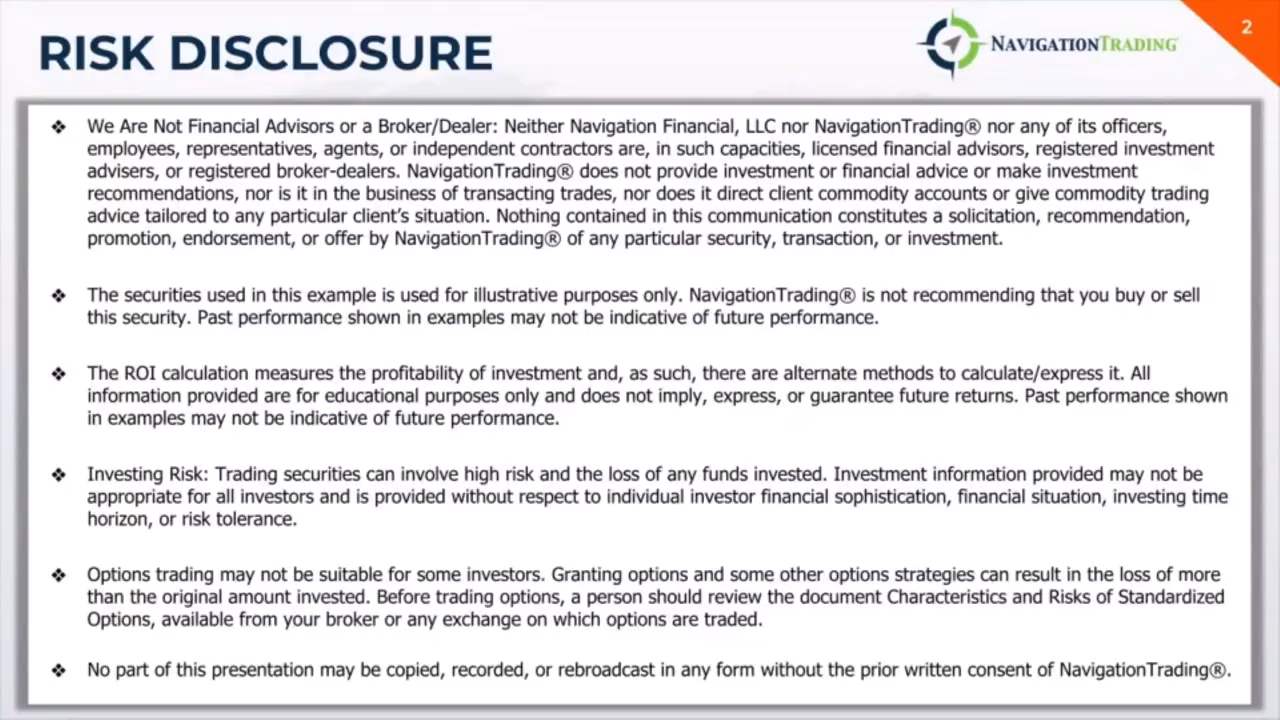 RISK DISCLOSURE
NAVIGATIONTRADING®
2
❖ We Are Not Financial Advisors or a Broker/Dealer: Neither Navigation Financial, LLC nor NavigationTrading® nor any of its officers,
employees, representatives, agents, or independent contractors are, in such capacities, licensed financial advisors, registered investment
advisers, or registered broker-dealers. NavigationTrading® does not provide investment or financial advice or make investment
recommendations, nor is it in the business of transacting trades, nor does it direct client commodity accounts or give commodity trading
advice tailored to any particular client's situation. Nothing contained in this communication constitutes a solicitation, recommendation,
promotion, endorsement, or offer by NavigationTrading® of any particular security, transaction, or investment.
❖ The securities used in this example is used for illustrative purposes only. NavigationTrading® is not recommending that you buy or sell
this security. Past performance shown in examples may not be indicative of future performance.
❖ The ROI calculation measures the profitability of investment and, as such, there are alternate methods to calculate/express it. All
information provided are for educational purposes only and does not imply, express, or guarantee future returns. Past performance shown
in examples may not be indicative of future performance.
❖ Investing Risk: Trading securities can involve high risk and the loss of any funds invested. Investment information provided may not be
appropriate for all investors and is provided without respect to individual investor financial sophistication, financial situation, investing time
horizon, or risk tolerance.
❖ Options trading may not be suitable for some investors. Granting options and some other options strategies can result in the loss of more
than the original amount invested. Before trading options, a person should review the document Characteristics and Risks of Standardized
Options, available from your broker or any exchange on which options are traded.
❖ No part of this presentation may be copied, recorded, or rebroadcast in any form without the prior written consent of NavigationTrading®.